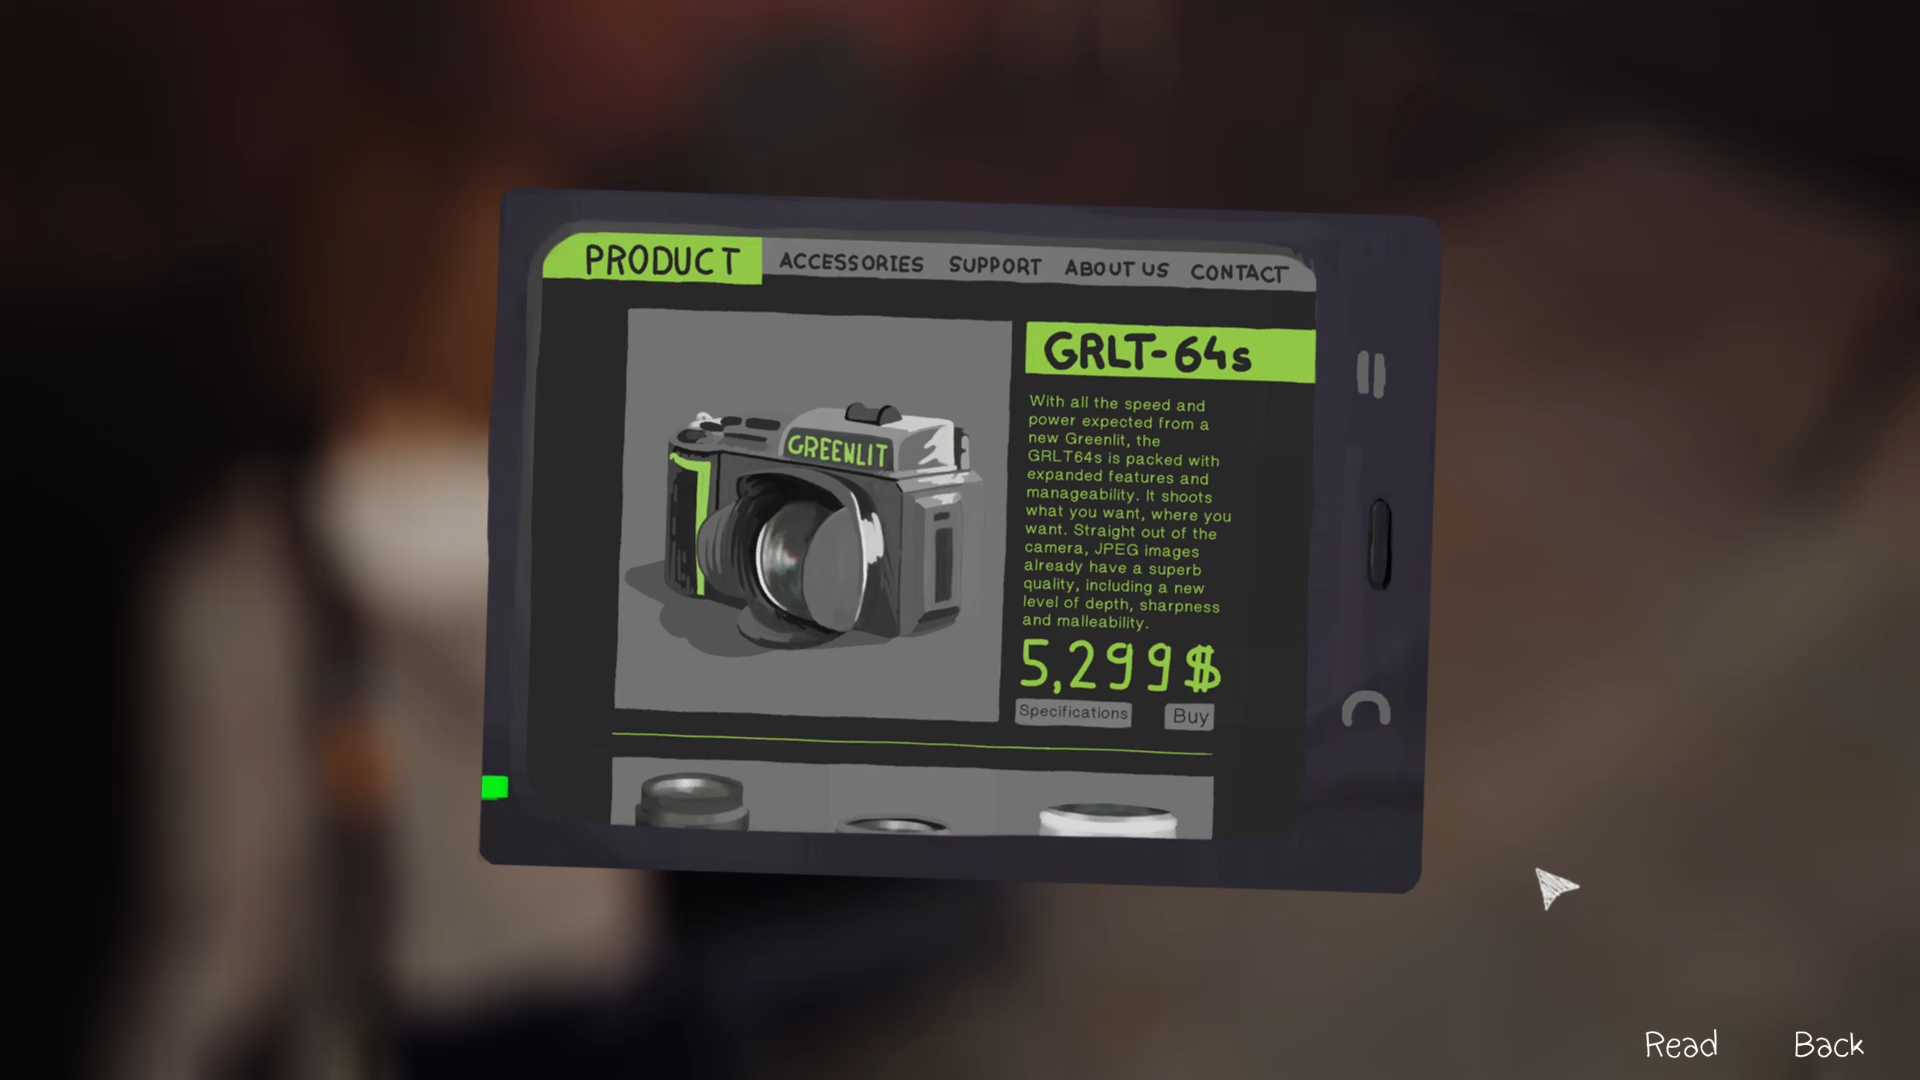 PRODUCT ACCESSORIES SUPPORT ABOUT US CONTACT
GREENLIT
GRLT-64s
With all the speed and
power expected from a
new Greenlit, the
GRLT64s is packed with
expanded features and
manageability. It shoots
what you want, where you
want. Straight out of the
camera, JPEG images
already have a superb
quality, including a new
level of depth, sharpness
and malleability.
5,299$
Specifications Buy
Read Back